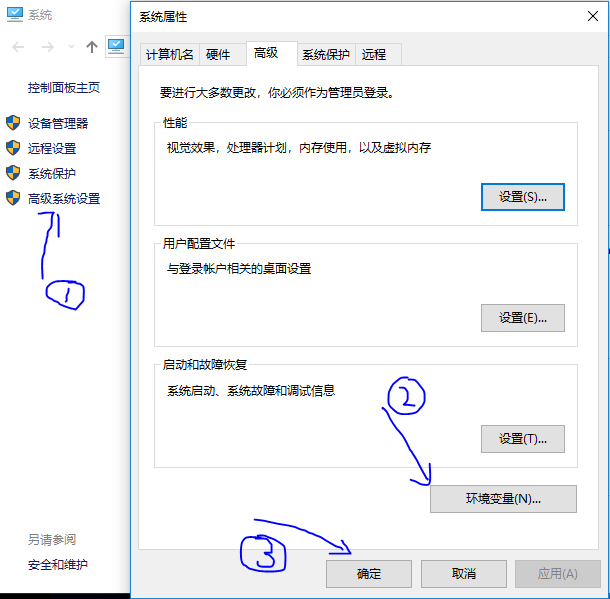 系统
控制面板主页
设备管理器
远程设置
系统保护
高级系统设置
1
另请参阅
安全和维护
系统属性
计算机名
硬件
高级
系统保护
远程
要进行大多数更改，你必须作为管理员登录。
性能
视觉效果，处理器计划，内存使用，以及虚拟内存
设置(S)...
用户配置文件
与登录帐户相关的桌面设置
设置(E)...
启动和故障恢复
系统启动、系统故障和调试信息
2
设置(T)...
环境变量(N)...
3
确定
取消
应用(A)